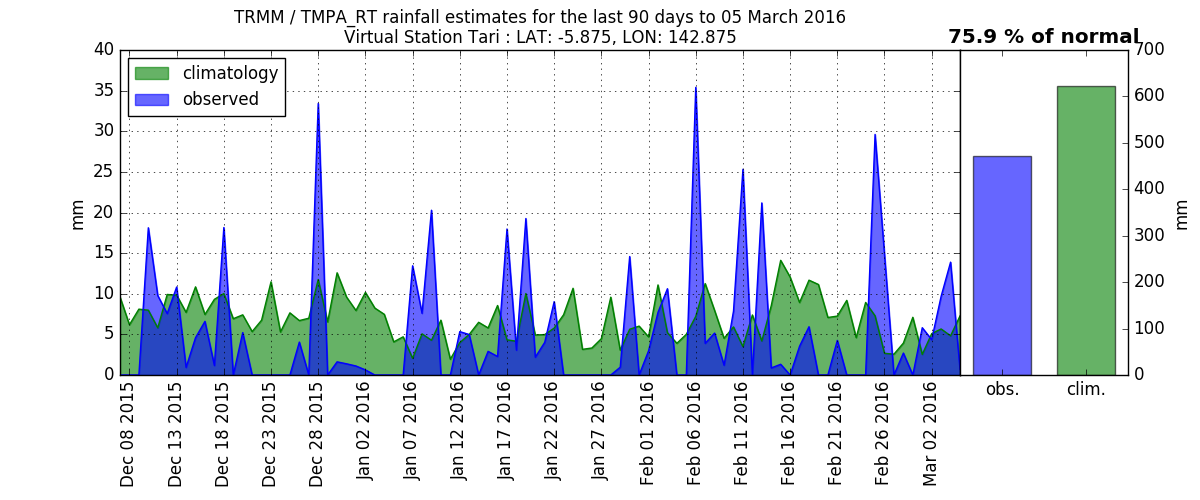 TRMM / TMPA_RT rainfall estimates for the last 90 days to 05 March 2016
Virtual Station Tari : LAT: -5.875, LON: 142.875
75.9 % of normal
climatology
observed
40
35
30
25
20
15
10
5
0
mm
Dec 08 2015
Dec 13 2015
Dec 18 2015
Dec 23 2015
Dec 28 2015
Jan 02 2016
Jan 07 2016
Jan 12 2016
Jan 17 2016
Jan 22 2016
Jan 27 2016
Feb 01 2016
Feb 06 2016
Feb 11 2016
Feb 16 2016
Feb 21 2016
Feb 26 2016
Mar 02 2016
obs.
clim.
700
600
500
400
300
200
100
0
mm